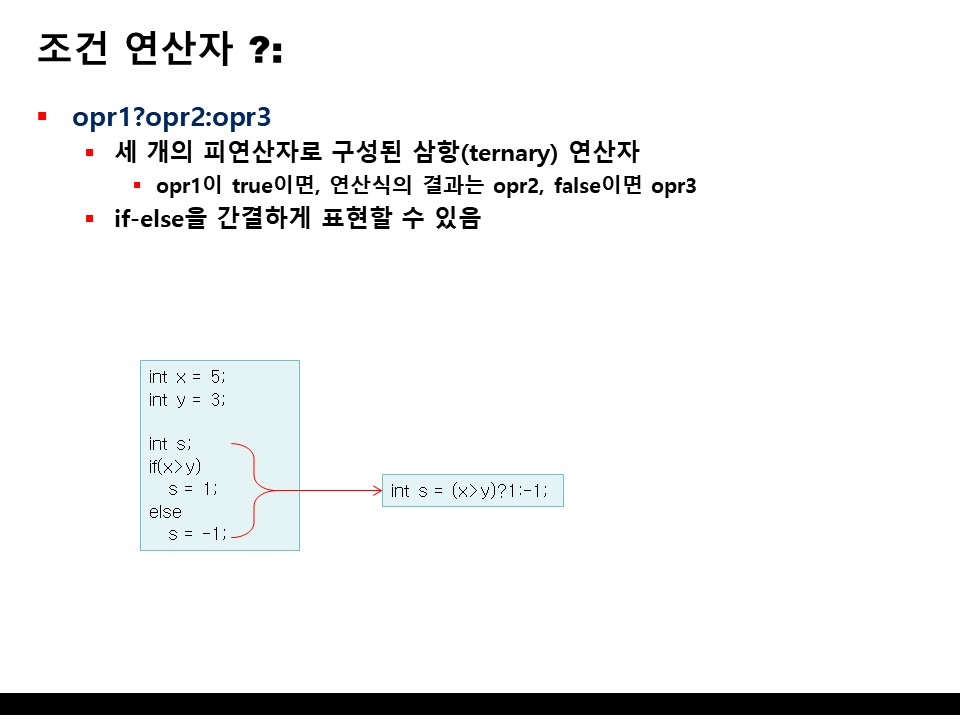 조건 연산자 ?:
opr1?opr2:opr3
세 개의 피연산자로 구성된 삼항(ternary) 연산자
opr1이 true이면, 연산식의 결과는 opr2, false이면 opr3
if-else을 간결하게 표현할 수 있음
int x = 5;
int y = 3;
int s;
if(x>y)
s = 1;
else
s = -1;
int s = (x>y)?1:-1;